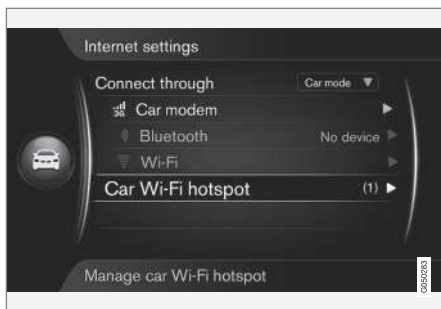 Internet settings
Connect through Car mode
3G Car modem
Bluetooth No device
Wi-Fi
Car Wi-Fi hotspot (1)
Manage car Wi-Fi hotspot
G050283